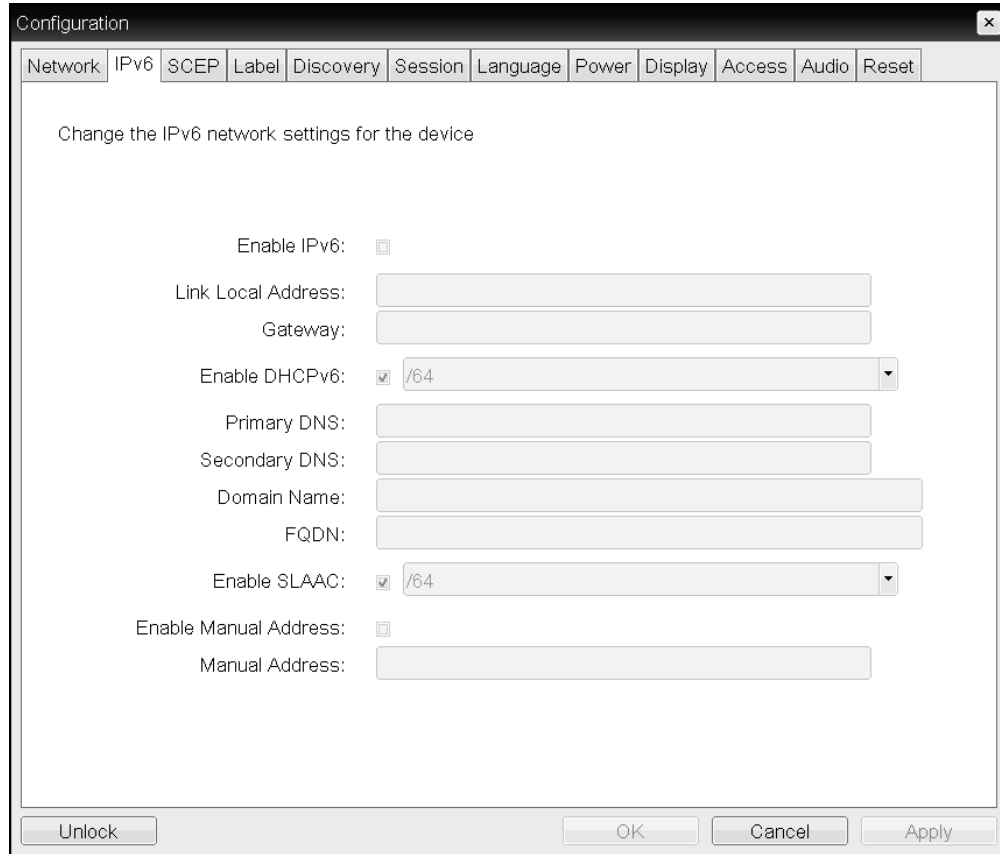 Configuration
Network IPv6 SCEP Label Discovery Session Language Power Display Access Audio Reset
Change the IPv6 network settings for the device
Enable IPv6:
Link Local Address:
Gateway:
Enable DHCPv6: /64
Primary DNS:
Secondary DNS:
Domain Name:
FQDN:
Enable SLAAC: /64
Enable Manual Address:
Manual Address:
Unlock OK Cancel Apply